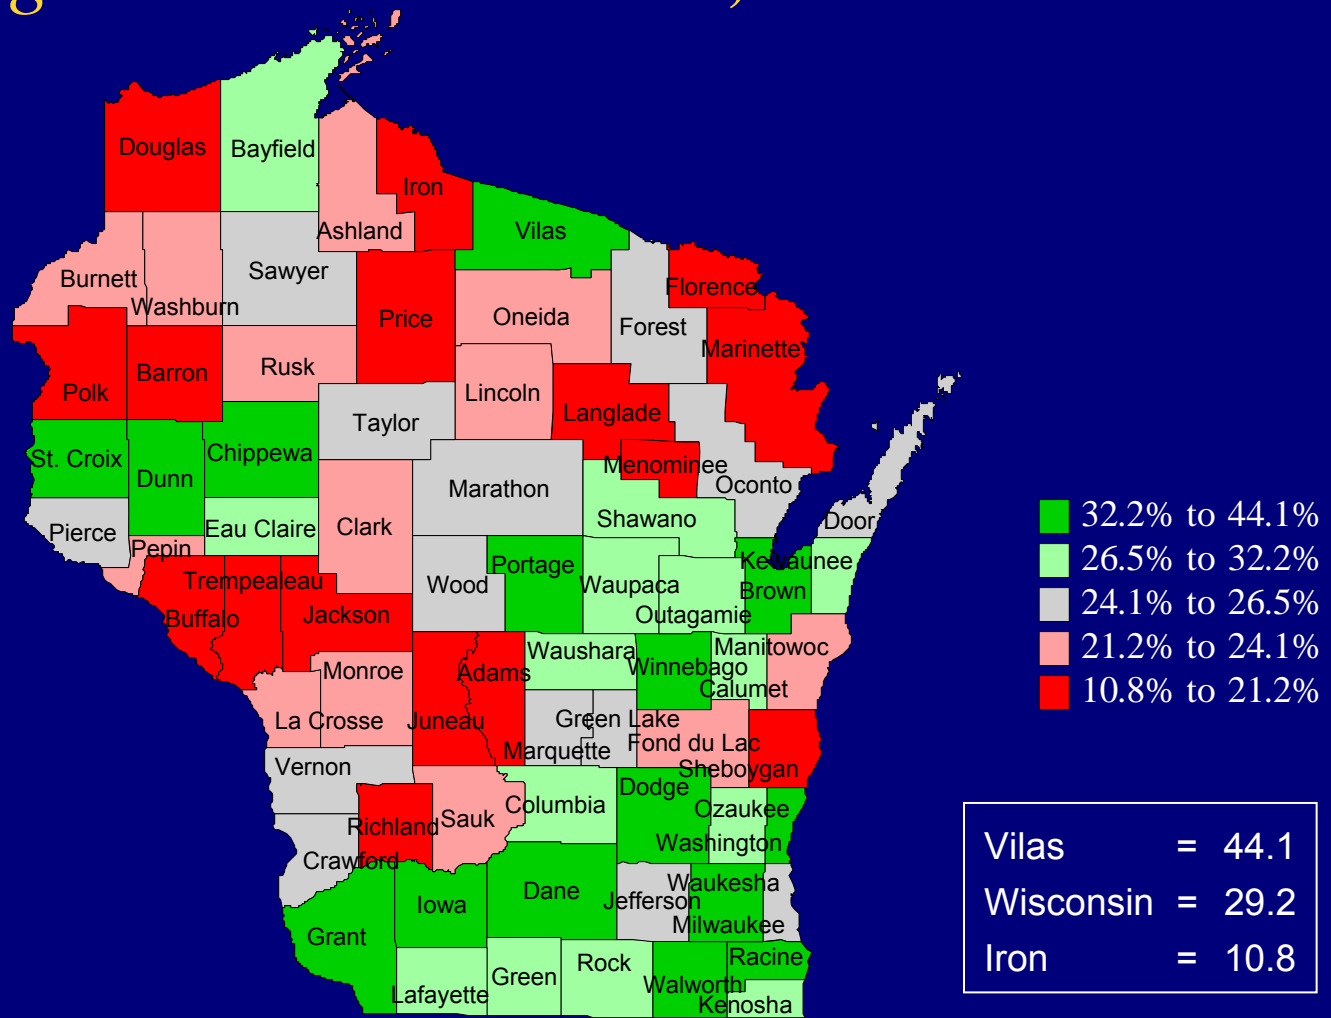 g
,
Douglas
Bayfield
Iron
Ashland
Vilas
Sawyer
Burnett
Washburn
Florence
Price
Oneida
Forest
Marinette
Rusk
Barron
Polk
Lincoln
Langlade
Taylor
Chippewa
St. Croix
Dunn
Menominee
Oconto
Marathon
Shawano
Door
Eau Claire
Clark
Pierce
Pepin
Portage
Kewaunee
Trempealeau
Wood
Waupaca
Brown
Buffalo
Jackson
Outagamie
Waushara
Manitowoc
Winnebago
Monroe
Adams
Calumet
La Crosse
Juneau
Green Lake
Fond du Lac
Marquette
Vernon
Sheboygan
Dodge
Columbia
Ozaukee
Sauk
Richland
Washington
Crawford
Waukesha
Dane
Jefferson
Iowa
Milwaukee
Grant
Racine
Rock
Green
Walworth
Lafayette
Kenosha
32.2% to 44.1%
26.5% to 32.2%
24.1% to 26.5%
21.2% to 24.1%
10.8% to 21.2%
Vilas = 44.1
Wisconsin = 29.2
Iron = 10.8